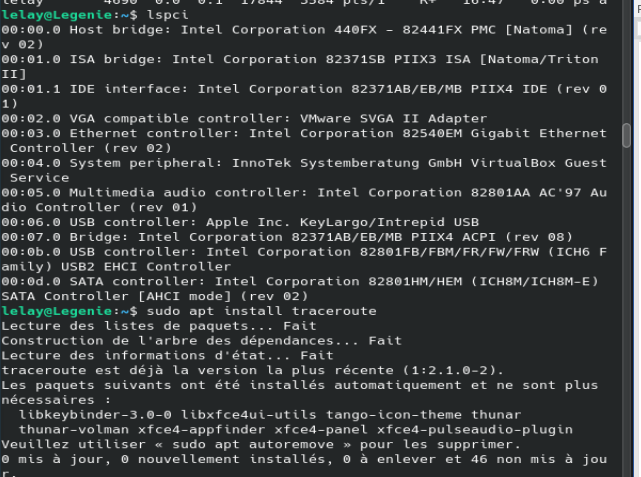 lelay@Legenie:~$ lspci
00:00.0 Host bridge: Intel Corporation 440FX - 82441FX PMC [Natoma] (re
v 02)
00:01.0 ISA bridge: Intel Corporation 82371SB PIIX3 ISA [Natoma/Triton
II]
00:01.1 IDE interface: Intel Corporation 82371AB/EB/MB PIIX4 IDE (rev 0
1)
00:02.0 VGA compatible controller: VMware SVGA II Adapter
00:03.0 Ethernet controller: Intel Corporation 82540EM Gigabit Ethernet
Controller (rev 02)
00:04.0 System peripheral: InnoTek Systemberatung GmbH VirtualBox Guest
Service
00:05.0 Multimedia audio controller: Intel Corporation 82801AA AC'97 Au
dio Controller (rev 01)
00:06.0 USB controller: Apple Inc. KeyLargo/Intrepid USB
00:07.0 Bridge: Intel Corporation 82371AB/EB/MB PIIX4 ACPI (rev 08)
00:0b.0 USB controller: Intel Corporation 82801FB/FBM/FR/FW/FRW (ICH6 F
amily) USB2 EHCI Controller
00:0d.0 SATA controller: Intel Corporation 82801HM/HEM (ICH8M/ICH8M-E)
SATA Controller [AHCI mode] (rev 02)
lelay@Legenie:~$ sudo apt install traceroute
Lecture des listes de paquets... Fait
Construction de l'arbre des dépendances... Fait
Lecture des informations d'état... Fait
traceroute est déjà la version la plus récente (1:2.1.0-2).
Les paquets suivants ont été installés automatiquement et ne sont plus
nécessaires :
libkeybinder-3.0-0 libxfce4ui-utils tango-icon-theme thunar
thunar-volman xfce4-appfinder xfce4-panel xfce4-pulseaudio-plugin
Veuillez utiliser « sudo apt autoremove » pour les supprimer.
0 mis à jour, 0 nouvellement installés, 0 à enlever et 46 non mis à jou
r.